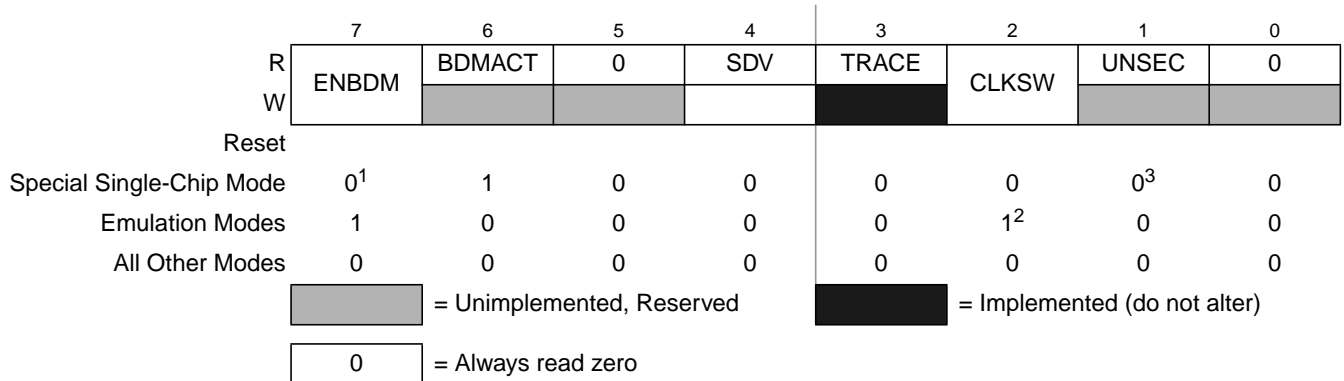 7 6 5 4 3 2 1 0
R ENBDM BDMACT 0 SDV TRACE CLKSW UNSEC 0
W
Reset
Special Single-Chip Mode 0¹ 1 0 0 0 0 0³ 0
Emulation Modes 1 0 0 0 0 1² 0 0
All Other Modes 0 0 0 0 0 0 0 0
= Unimplemented, Reserved = Implemented (do not alter)
0 = Always read zero